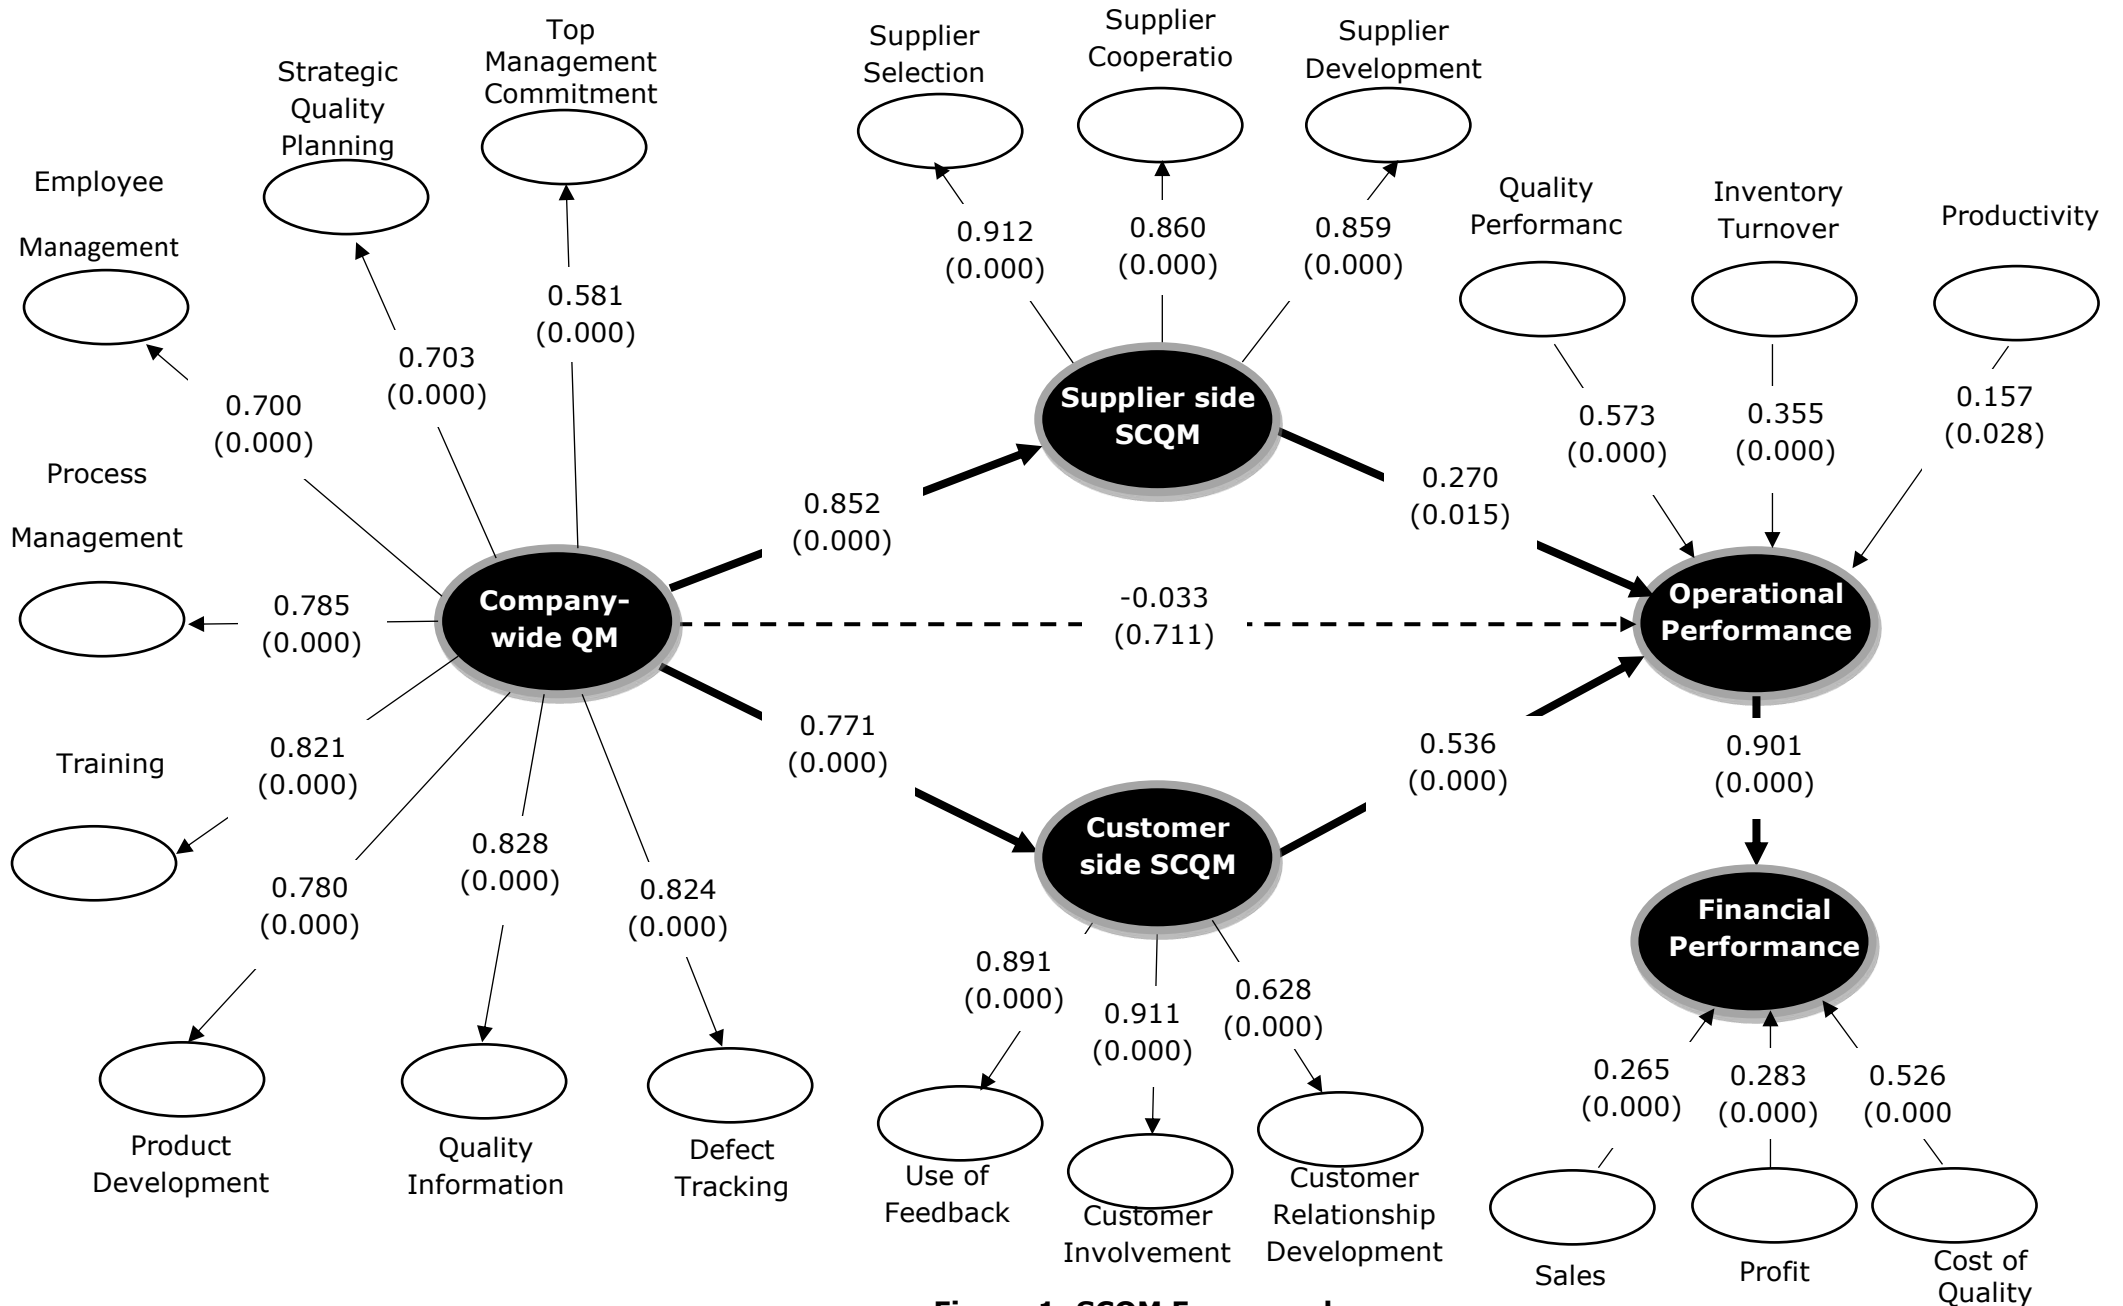 Top
Management
Commitment
Strategic
Quality
Planning
Employee
Management
Supplier
Selection
Supplier
Cooperatio
Supplier
Development
Quality
Performanc
Inventory
Turnover
Productivity
0.912
(0.000)
0.860
(0.000)
0.859
(0.000)
0.581
(0.000)
0.703
(0.000)
0.700
(0.000)
0.573
(0.000)
0.355
(0.000)
0.157
(0.028)
Supplier side
SCQM
Process
Management
0.852
(0.000)
0.270
(0.015)
0.785
(0.000)
Company-
wide QM
-0.033
(0.711)
Operational
Performance
Training
0.821
(0.000)
0.771
(0.000)
0.536
(0.000)
0.901
(0.000)
0.780
(0.000)
0.828
(0.000)
0.824
(0.000)
Customer
side SCQM
Financial
Performance
0.891
(0.000)
0.911
(0.000)
0.628
(0.000)
0.265
(0.000)
0.283
(0.000)
0.526
(0.000
Product
Development
Quality
Information
Defect
Tracking
Use of
Feedback
Customer
Involvement
Customer
Relationship
Development
Sales
Profit
Cost of
Quality